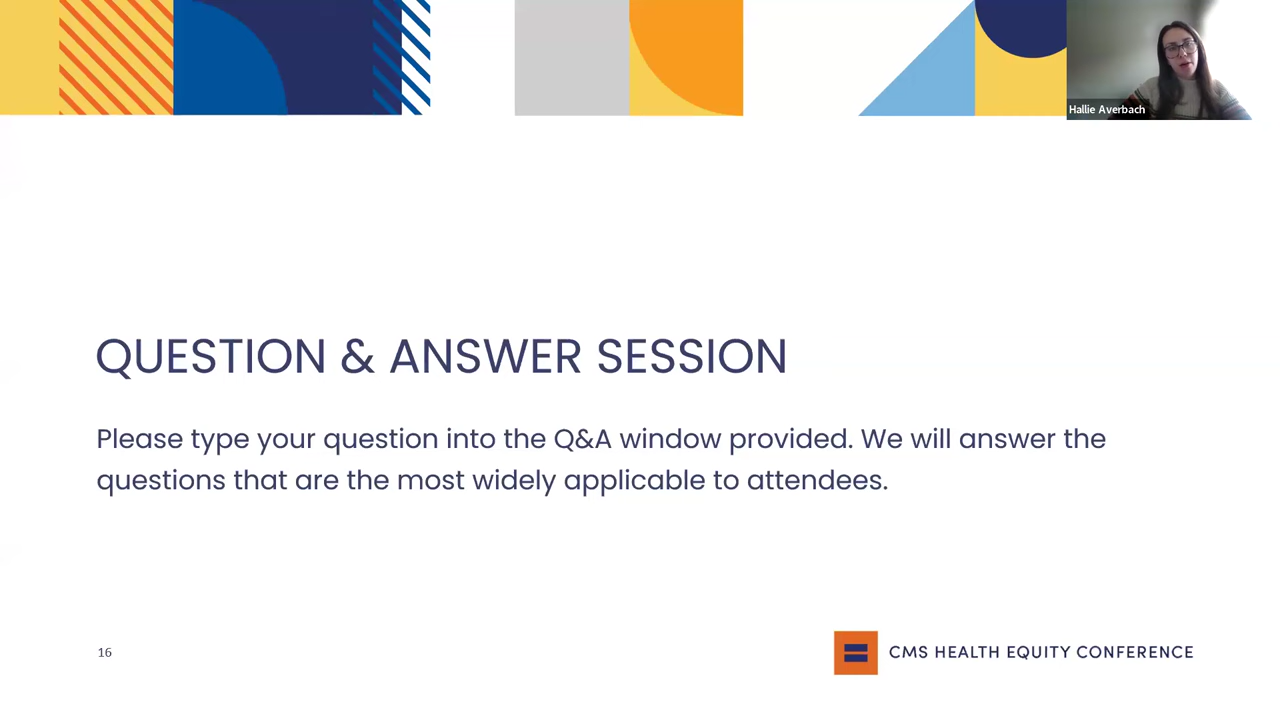 Hallie Averbach
QUESTION & ANSWER SESSION
Please type your question into the Q&A window provided. We will answer the
questions that are the most widely applicable to attendees.
16
CMS HEALTH EQUITY CONFERENCE